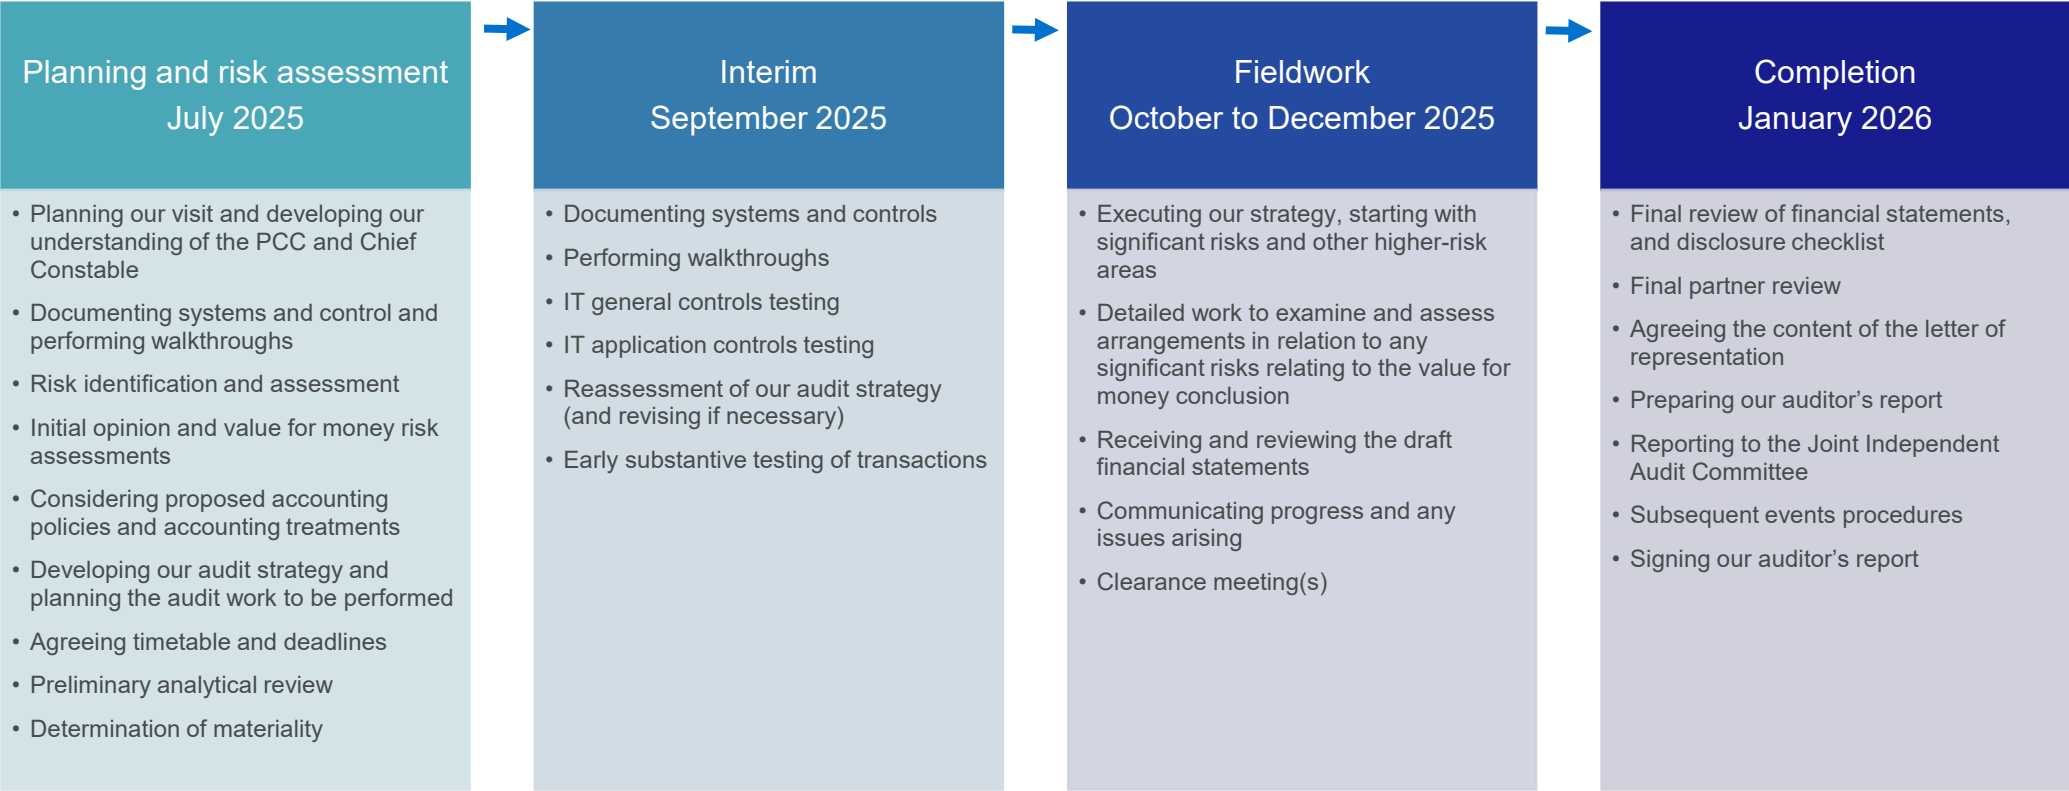 Planning and risk assessment
July 2025
• Planning our visit and developing our
understanding of the PCC and Chief
Constable
• Documenting systems and control and
performing walkthroughs
• Risk identification and assessment
• Initial opinion and value for money risk
assessments
• Considering proposed accounting
policies and accounting treatments
• Developing our audit strategy and
planning the audit work to be performed
• Agreeing timetable and deadlines
• Preliminary analytical review
• Determination of materiality
Interim
September 2025
• Documenting systems and controls
• Performing walkthroughs
• IT general controls testing
• IT application controls testing
• Reassessment of our audit strategy
(and revising if necessary)
• Early substantive testing of transactions
Fieldwork
October to December 2025
• Executing our strategy, starting with
significant risks and other higher-risk
areas
• Detailed work to examine and assess
arrangements in relation to any
significant risks relating to the value for
money conclusion
• Receiving and reviewing the draft
financial statements
• Communicating progress and any
issues arising
• Clearance meeting(s)
Completion
January 2026
• Final review of financial statements,
and disclosure checklist
• Final partner review
• Agreeing the content of the letter of
representation
• Preparing our auditor’s report
• Reporting to the Joint Independent
Audit Committee
• Subsequent events procedures
• Signing our auditor’s report